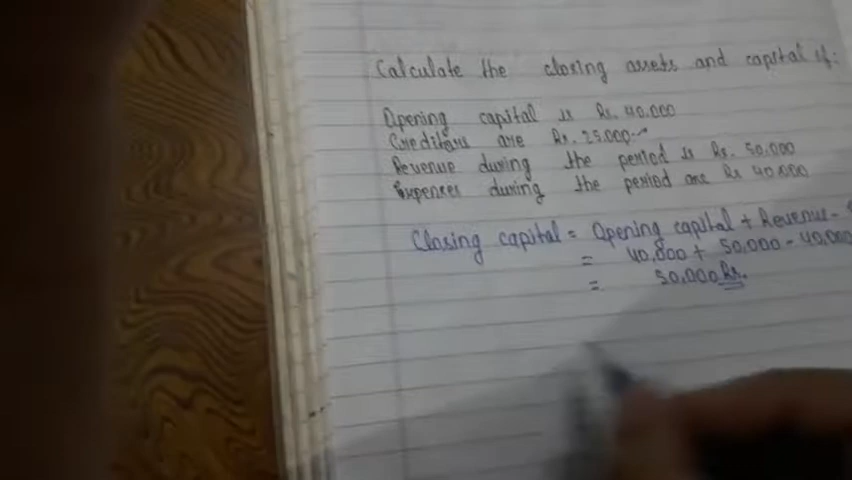 Calculate the closing assets and capital if:
Opening capital is Rs. 40,000
Creditors are Rs. 25,000
Revenue during the period is Rs. 50,000
Expences during the period are Rs 40,000
Closing capital = Opening capital + Revenue -
= 40,000 + 50,000 - 40,000
= 50,000 Rs.